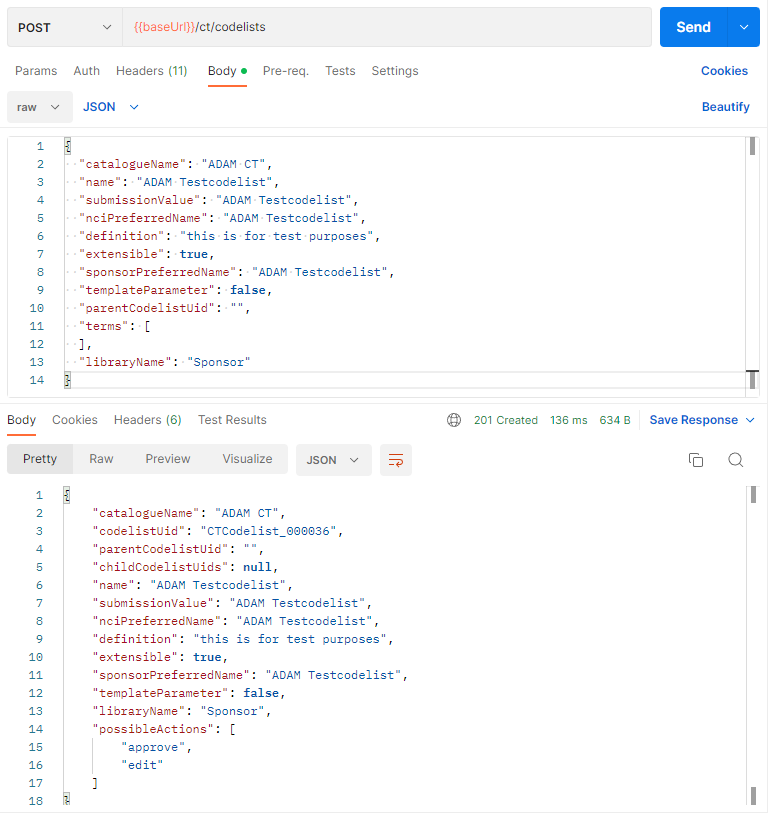 POST {{baseUrl}}/ct/codelists Send
Params Auth Headers (11) Body Pre-req. Tests Settings Cookies
raw JSON Beautify
1 {
2 "catalogueName": "ADAM CT",
3 "name": "ADAM Testcodelist",
4 "submissionValue": "ADAM Testcodelist",
5 "nciPreferredName": "ADAM Testcodelist",
6 "definition": "this is for test purposes",
7 "extensible": true,
8 "sponsorPreferredName": "ADAM Testcodelist",
9 "templateParameter": false,
10 "parentCodelistUid": "",
11 "terms": [
12 ],
13 "libraryName": "Sponsor"
14 }
Body Cookies Headers (6) Test Results 201 Created 136 ms 634 B Save Response
Pretty Raw Preview Visualize JSON
1 {
2 "catalogueName": "ADAM CT",
3 "codelistUid": "CTCodelist_000036",
4 "parentCodelistUid": "",
5 "childCodelistUids": null,
6 "name": "ADAM Testcodelist",
7 "submissionValue": "ADAM Testcodelist",
8 "nciPreferredName": "ADAM Testcodelist",
9 "definition": "this is for test purposes",
10 "extensible": true,
11 "sponsorPreferredName": "ADAM Testcodelist",
12 "templateParameter": false,
13 "libraryName": "Sponsor",
14 "possibleActions": [
15 "approve",
16 "edit"
17 ]
18 }